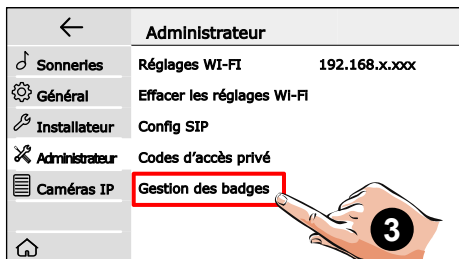 Administrateur
Sonneries
Général
Installateur
Administrateur
Caméras IP
Réglages WI-FI 192.168.x.xxx
Effacer les réglages Wi-Fi
Config SIP
Codes d'accès privé
Gestion des badges
3